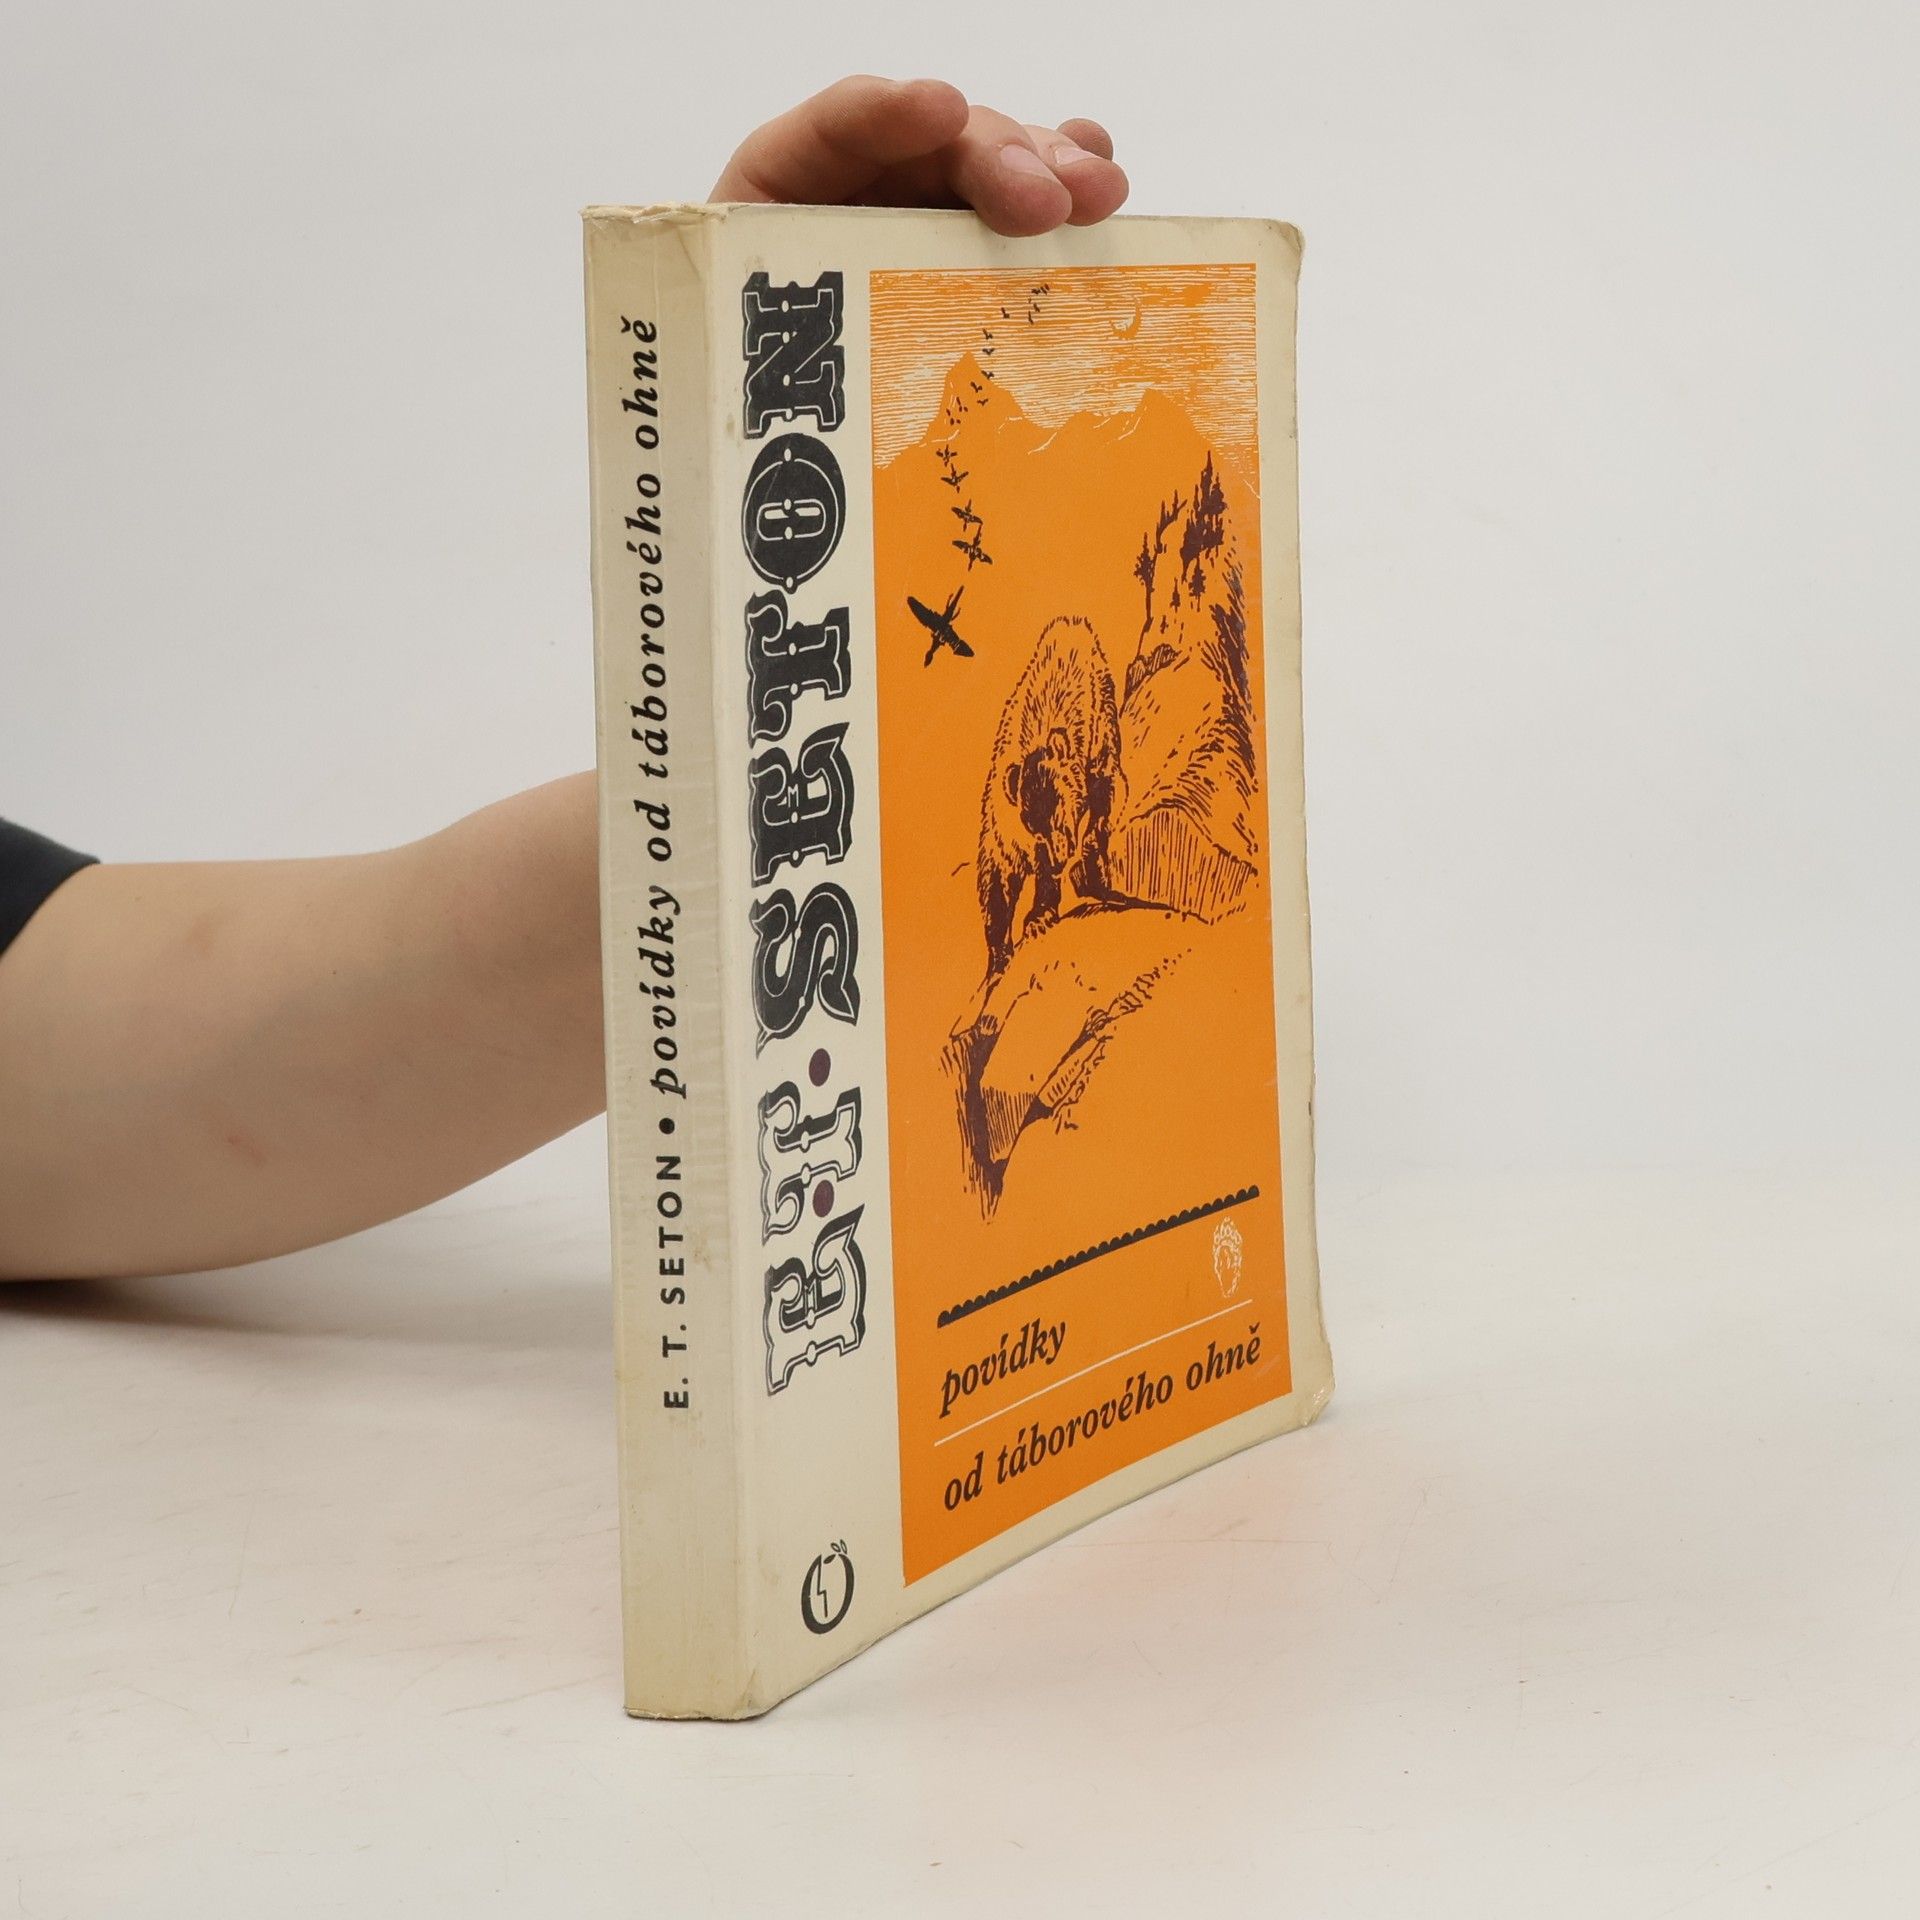 E. T. SETON • povídky od táborového ohně
E.T. SETON
povídky
od táborového ohně